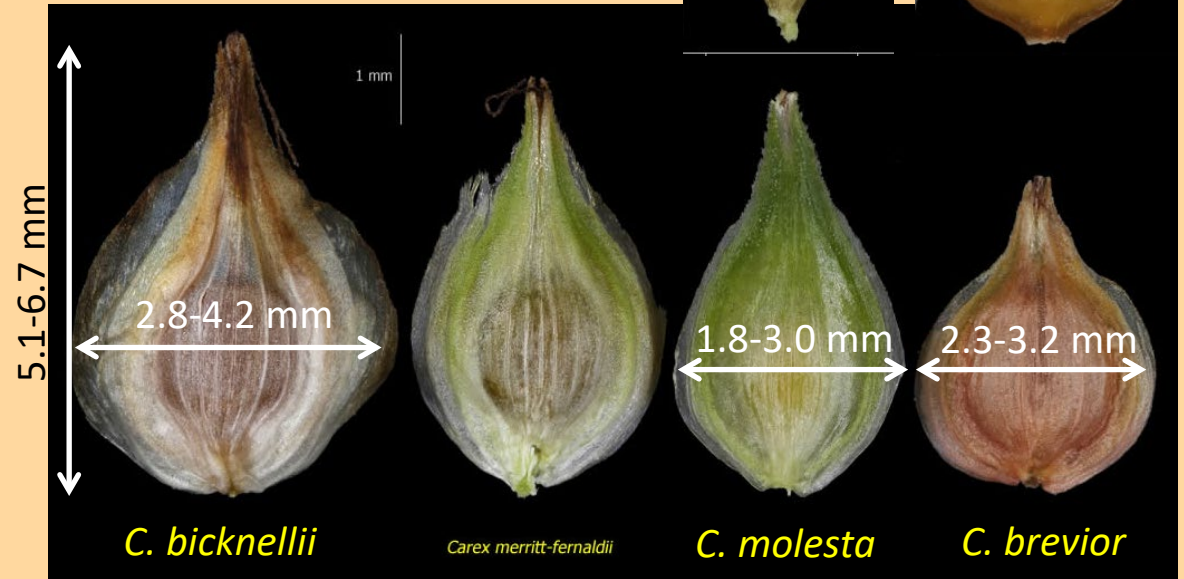 1 mm
5.1-6.7 mm
2.8-4.2 mm
1.8-3.0 mm
2.3-3.2 mm
C. bicknellii
Carex merritt-fernaldii
C. molesta
C. brevior